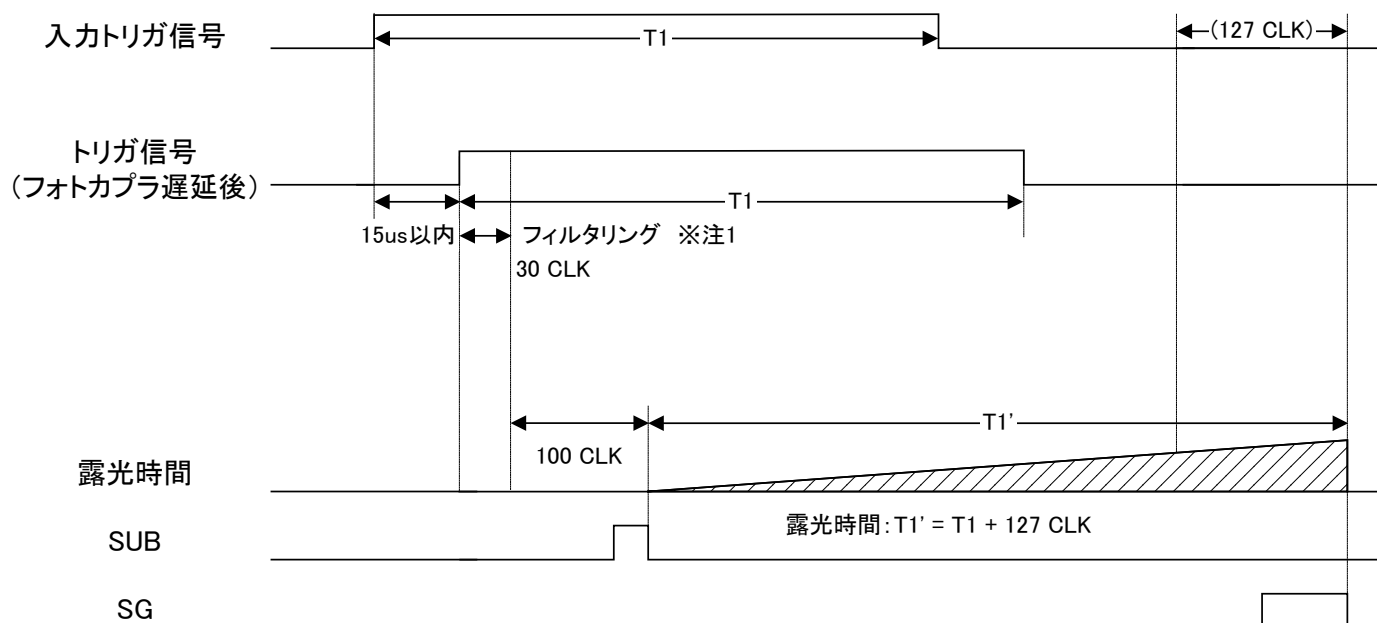 入力トリガ信号
T1
(127 CLK)
トリガ信号
（フォトカプラ遅延後）
T1
15us以内
フィルタリング　※注1
30 CLK
T1'
100 CLK
露光時間
露光時間：T1' = T1 + 127 CLK
SUB
SG